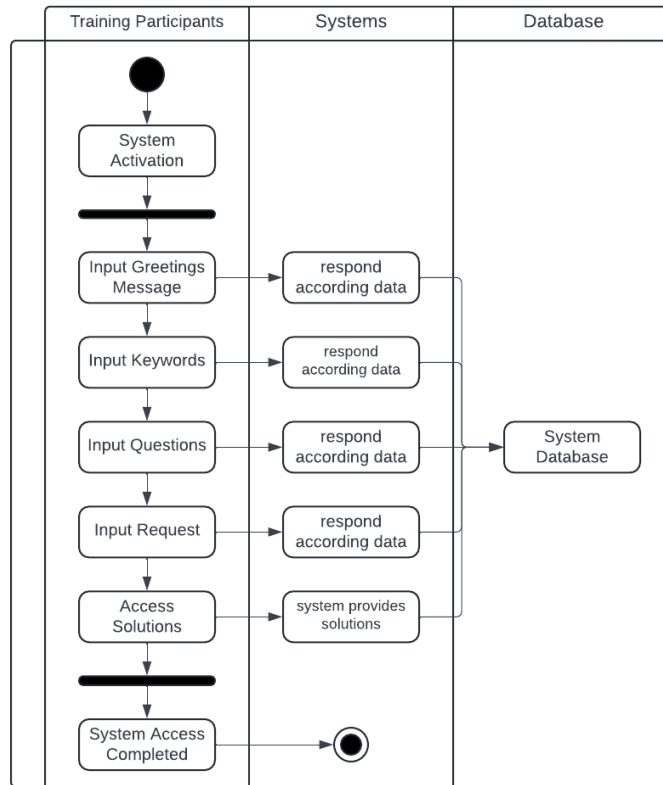 Training Participants
Systems
Database
System
Activation
Input Greetings
Message
respond
according data
Input Keywords
respond
according data
Input Questions
respond
according data
System
Database
Input Request
respond
according data
Access
Solutions
system provides
solutions
System Access
Completed